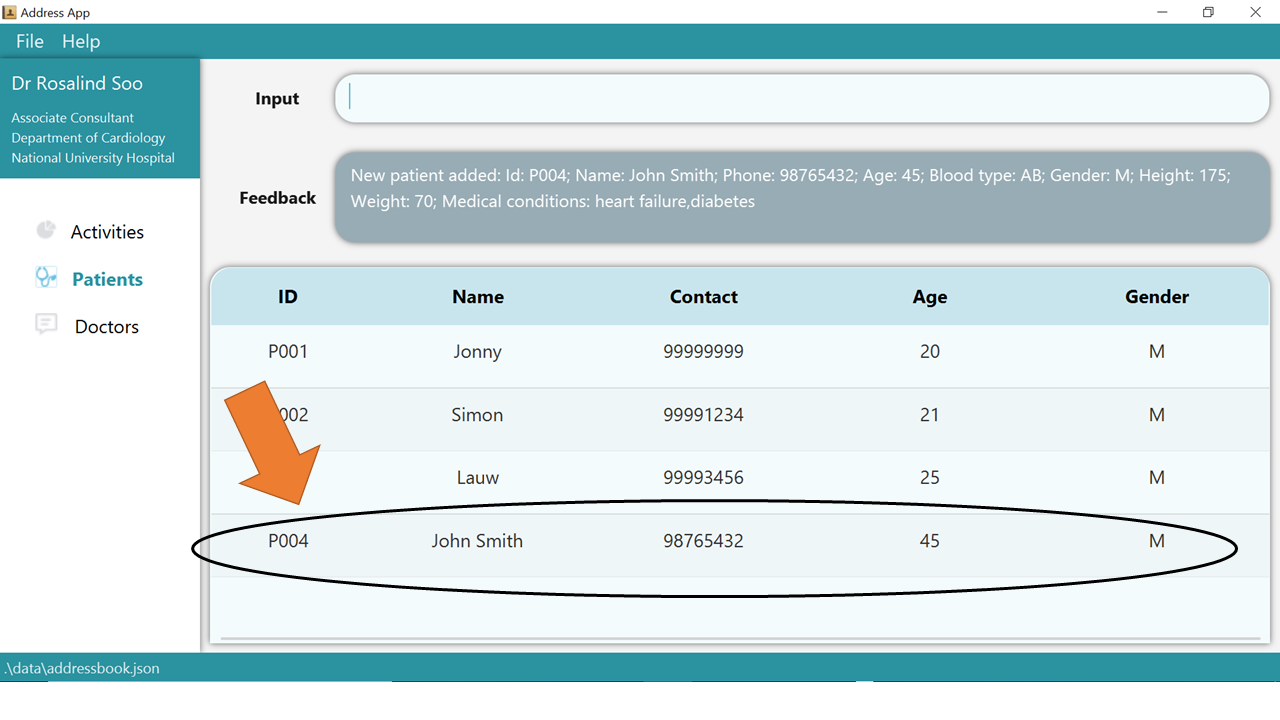 Address App
File Help
Dr Rosalind Soo
Associate Consultant
Department of Cardiology
National University Hospital
Activities
Patients
Doctors
Input
Feedback
New patient added: Id: P004; Name: John Smith; Phone: 98765432; Age: 45; Blood type: AB; Gender: M; Height: 175;
Weight: 70; Medical conditions: heart failure,diabetes
ID Name Contact Age Gender
P001 Jonny 99999999 20 M
002 Simon 99991234 21 M
Lauw 99993456 25 M
P004 John Smith 98765432 45 M
.\data\addressbook.json